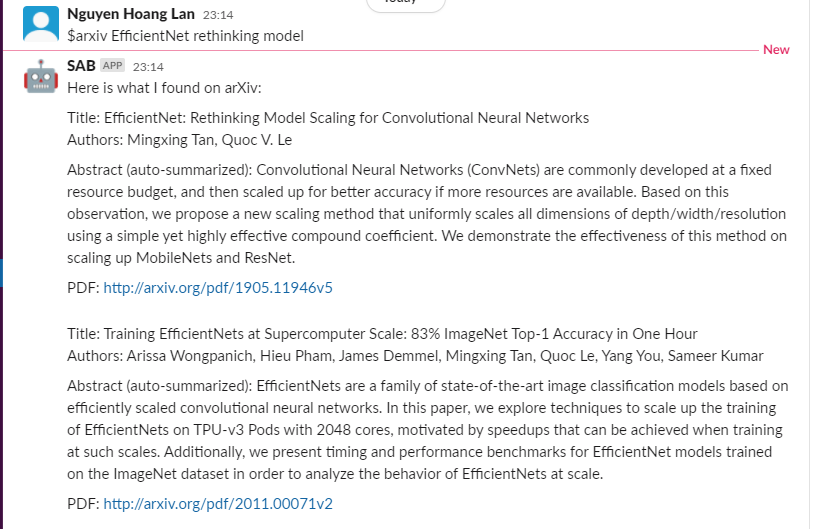 Today
Nguyen Hoang Lan 23:14
$arxiv EfficientNet rethinking model
New
SAB APP 23:14
Here is what I found on arXiv:
Title: EfficientNet: Rethinking Model Scaling for Convolutional Neural Networks
Authors: Mingxing Tan, Quoc V. Le
Abstract (auto-summarized): Convolutional Neural Networks (ConvNets) are commonly developed at a fixed
resource budget, and then scaled up for better accuracy if more resources are available. Based on this
observation, we propose a new scaling method that uniformly scales all dimensions of depth/width/resolution
using a simple yet highly effective compound coefficient. We demonstrate the effectiveness of this method on
scaling up MobileNets and ResNet.
PDF: http://arxiv.org/pdf/1905.11946v5
Title: Training EfficientNets at Supercomputer Scale: 83% ImageNet Top-1 Accuracy in One Hour
Authors: Arissa Wongpanich, Hieu Pham, James Demmel, Mingxing Tan, Quoc Le, Yang You, Sameer Kumar
Abstract (auto-summarized): EfficientNets are a family of state-of-the-art image classification models based on
efficiently scaled convolutional neural networks. In this paper, we explore techniques to scale up the training
of EfficientNets on TPU-v3 Pods with 2048 cores, motivated by speedups that can be achieved when training
at such scales. Additionally, we present timing and performance benchmarks for EfficientNet models trained
on the ImageNet dataset in order to analyze the behavior of EfficientNets at scale.
PDF: http://arxiv.org/pdf/2011.00071v2